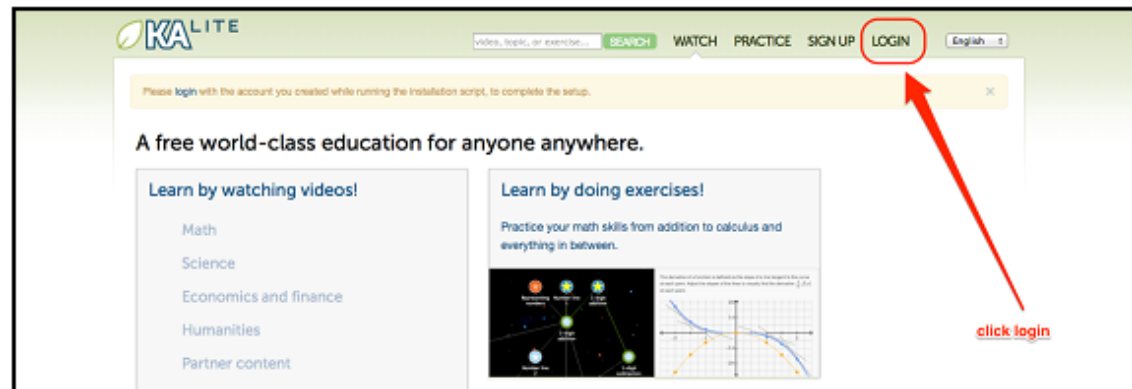 KA LITE
video, topic, or exercise... SEARCH WATCH PRACTICE SIGN UP LOGIN English
Please login with the account you created while running the installation script, to complete the setup.
A free world-class education for anyone anywhere.
Learn by watching videos!
Math
Science
Economics and finance
Humanities
Partner content
Learn by doing exercises!
Practice your math skills from addition to calculus and
everything in between.
click login